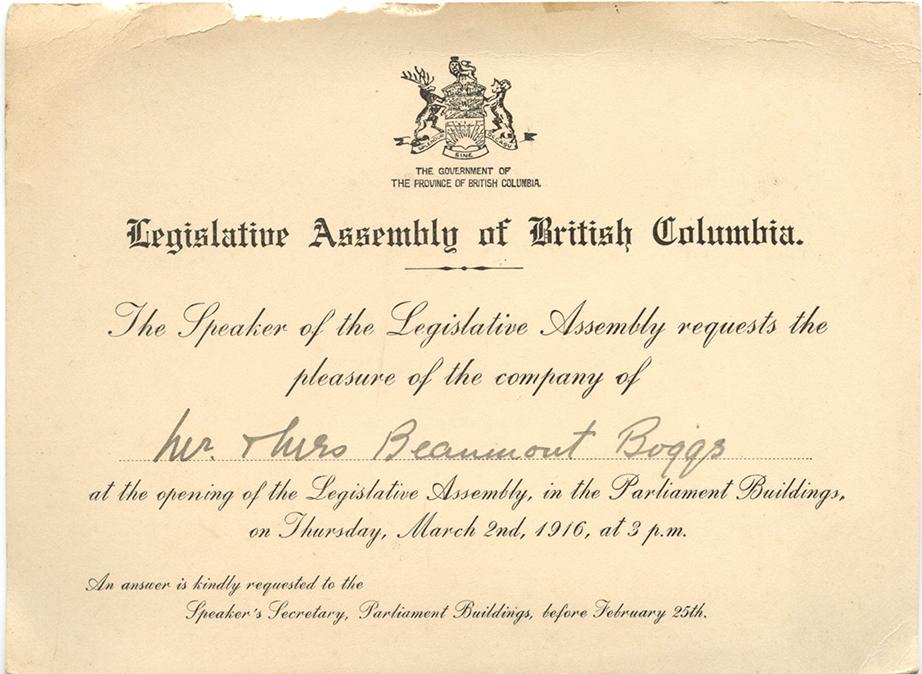 SPLENDOR SINE OCCASU
THE GOVERNMENT OF
THE PROVINCE OF BRITISH COLUMBIA.
Legislative Assembly of British Columbia.
The Speaker of the Legislative Assembly requests the
pleasure of the company of
Mr. & Mrs Beaumont Boggs
at the opening of the Legislative Assembly, in the Parliament Buildings,
on Thursday, March 2nd, 1916, at 3 p.m.
An answer is kindly requested to the
Speaker's Secretary, Parliament Buildings, before February 25th.